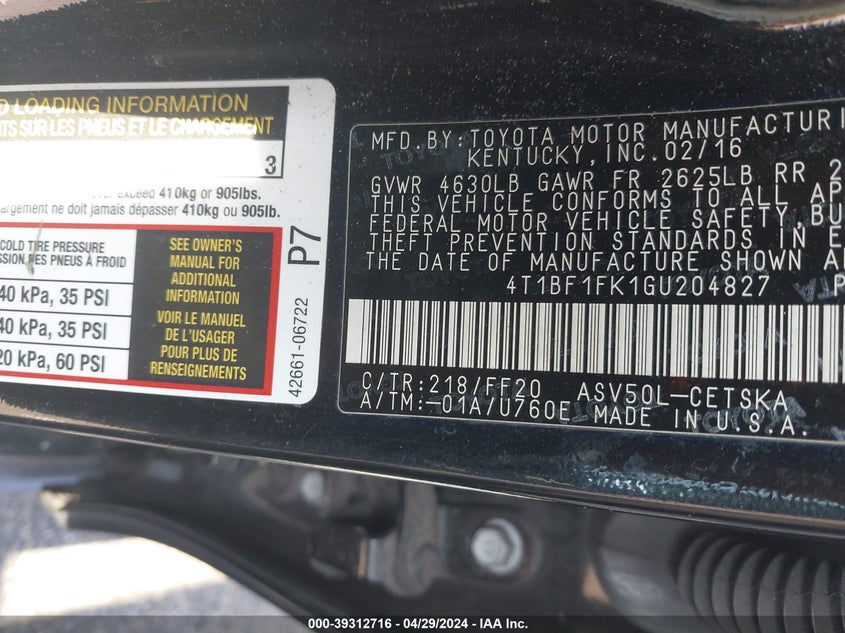 D LOADING INFORMATION
NTS SUR LES PNEUS ET LE CHARGEMENT
3
exceed 410kg or 905lbs.
argement ne doit jamais dépasser 410kg ou 905lb.
COLD TIRE PRESSURE
SSION DES PNEUS À FROID
40 kPa, 35 PSI
40 kPa, 35 PSI
20 kPa, 60 PSI
SEE OWNER'S
MANUAL FOR
ADDITIONAL
INFORMATION
VOIR LE MANUEL
DE L'USAGER
POUR PLUS DE
RENSEIGNEMENTS
P7
42661-06722
MFD.BY:TOYOTA MOTOR MANUFACTURI
KENTUCKY,INC.02/16
GVWR 4630LB GAWR FR 2625LB RR 2
THIS VEHICLE CONFORMS TO ALL AP
FEDERAL MOTOR VEHICLE SAFETY,BU
THEFT PREVENTION STANDARDS IN E
THE DATE OF MANUFACTURE SHOWN A
4T1BF1FK1GU204827 P
C/TR:218/FF20 ASV50L-CETSKA
A/TM:-01A/U760E MADE IN U.S.A.
000-39312716 - 04/29/2024 - IAA Inc.